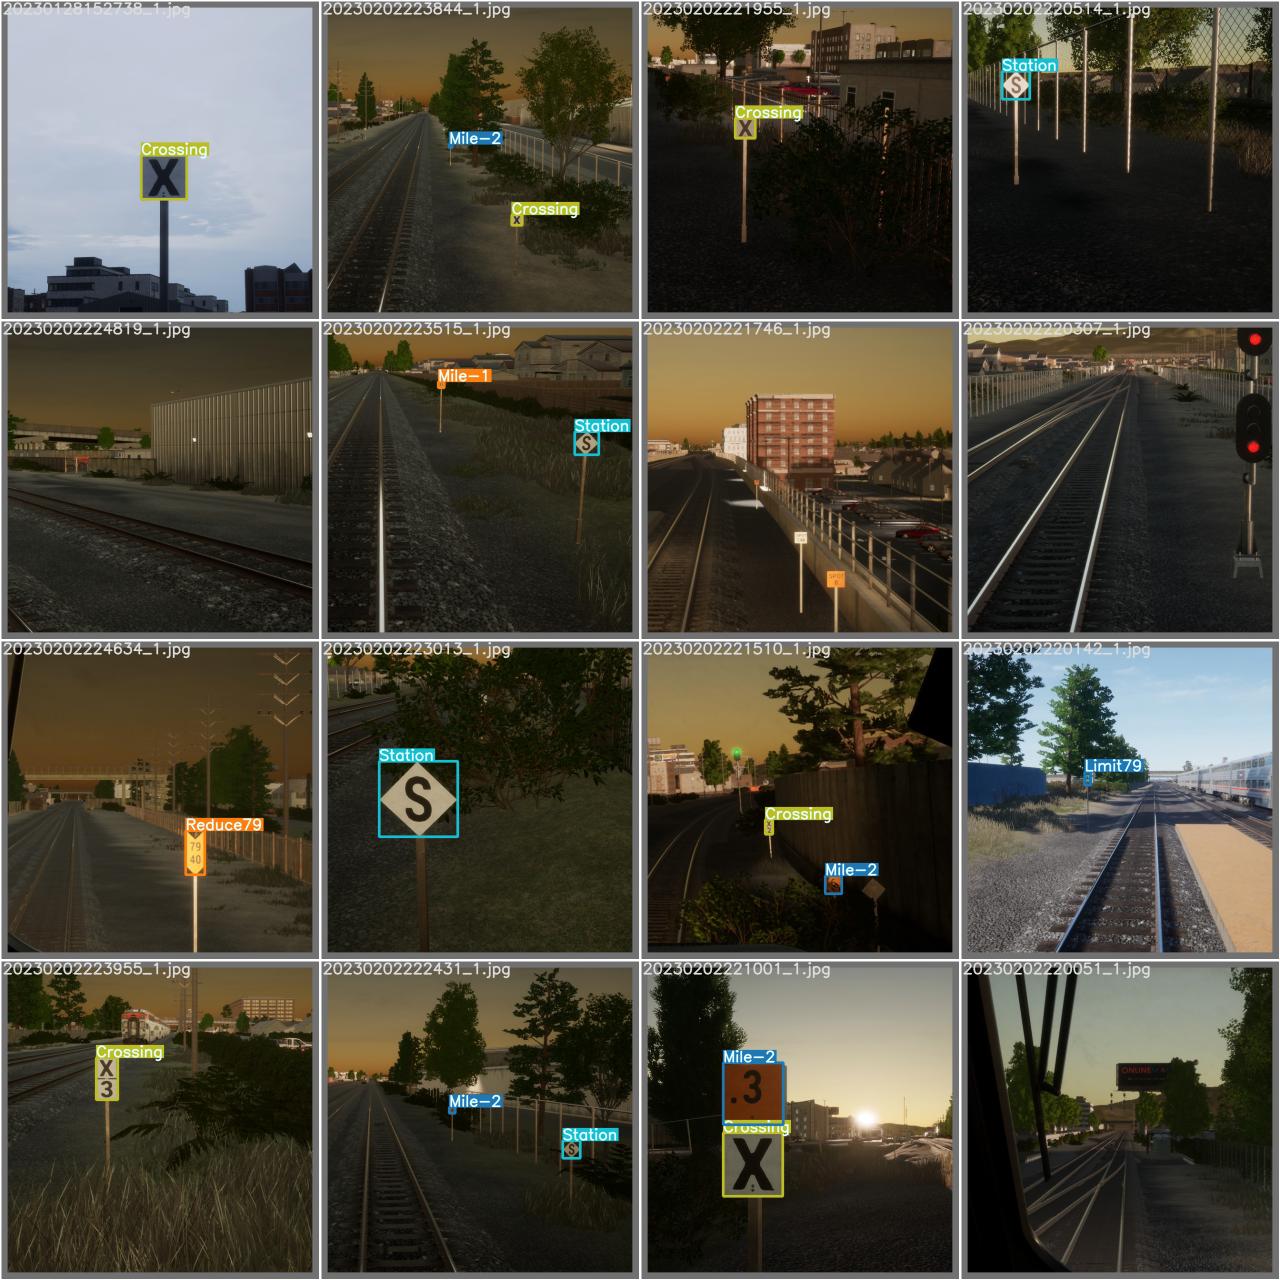 20230128152738_1.jpg
Crossing
X
20230202223844_1.jpg
Mile-2
Crossing
X
20230202221955_1.jpg
Crossing
X
20230202220514_1.jpg
Station
S
20230202224819_1.jpg
20230202223515_1.jpg
Mile-1
Station
S
20230202221746_1.jpg
SPOT
SPOT
20230202220307_1.jpg
20230202224634_1.jpg
Reduce79
79
40
20230202223013_1.jpg
Station
S
20230202221510_1.jpg
Crossing
Mile-2
20230202220142_1.jpg
Limit79
20230202223955_1.jpg
Crossing
X
3
20230202222431_1.jpg
Mile-2
Station
S
20230202221001_1.jpg
Mile-2
.3
Crossing
X
20230202220051_1.jpg